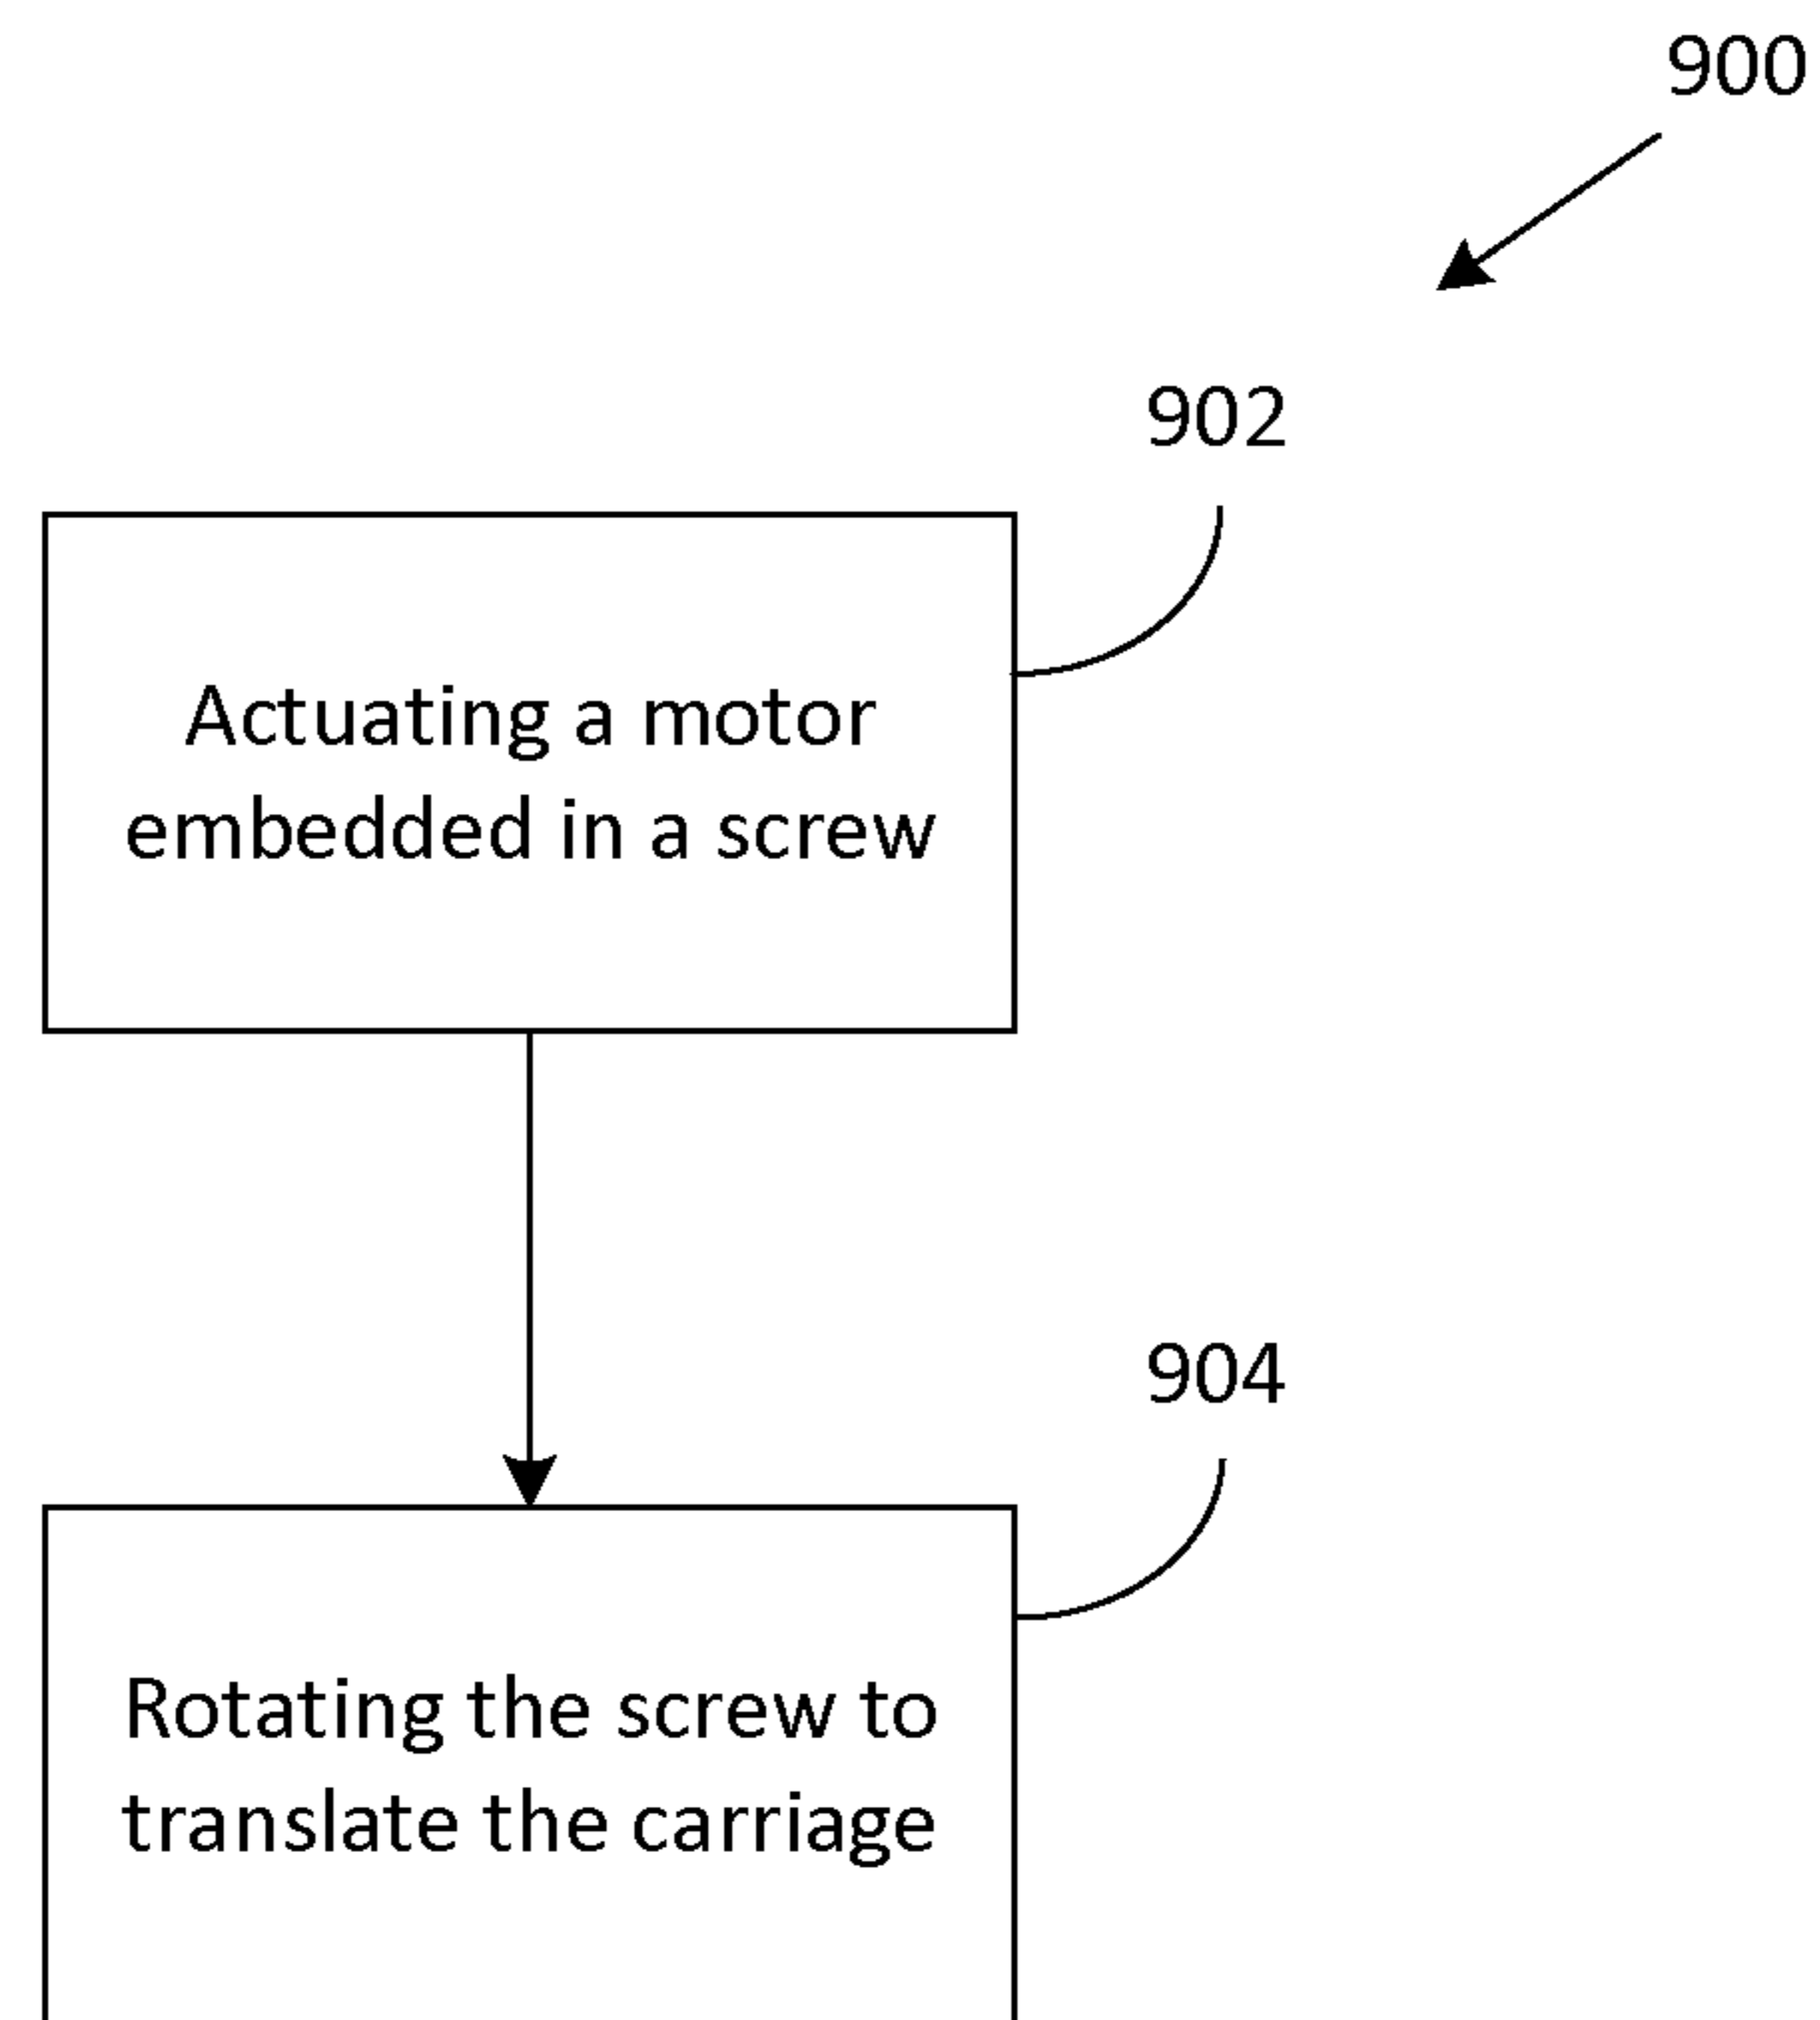 900
902
Actuating a motor
embedded in a screw
904
Rotating the screw to
translate the carriage